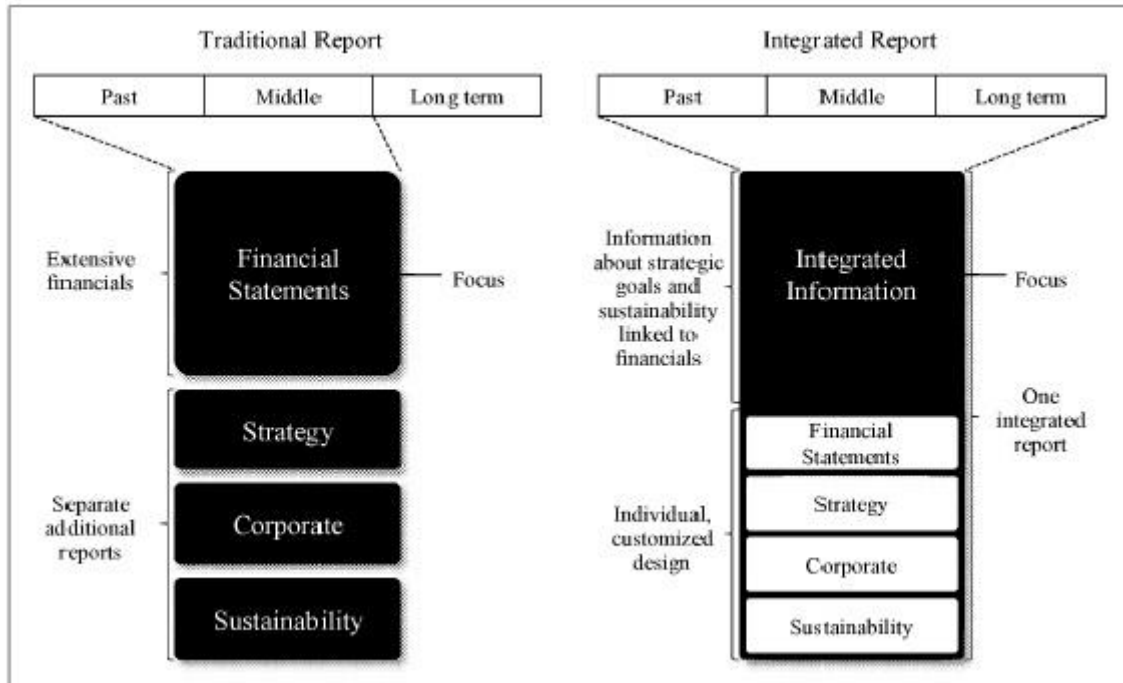 Traditional Report
Past
Middle
Long term
Extensive
financials
Financial
Statements
Focus
Separate
additional
reports
Strategy
Corporate
Sustainability
Integrated Report
Past
Middle
Long term
Information
about strategic
goals and
sustainability
linked to
financials
Integrated
Information
Focus
One
integrated
report
Individual,
customized
design
Financial
Statements
Strategy
Corporate
Sustainability